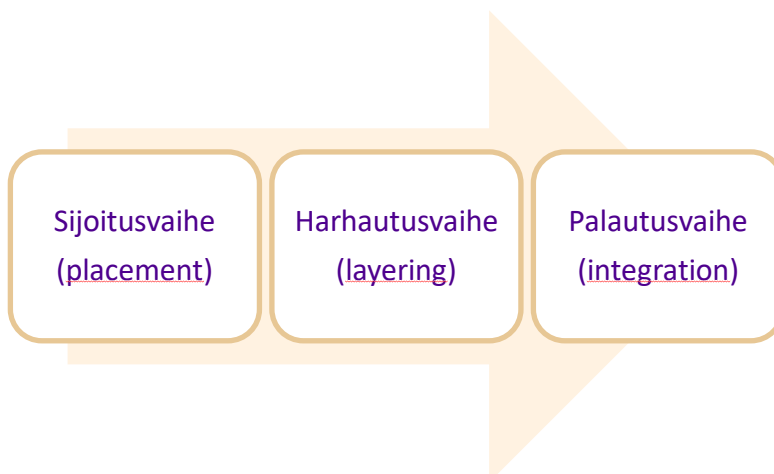 Sijoitusvaihe
(placement)
Harhautusvaihe
(layering)
Palautusvaihe
(integration)